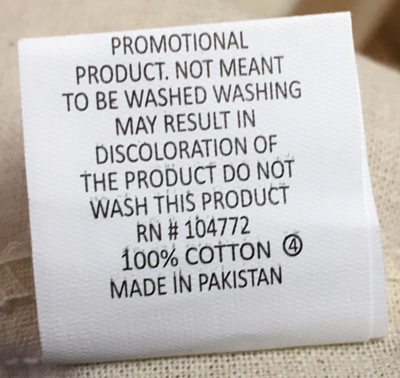 PROMOTIONAL
PRODUCT. NOT MEANT
TO BE WASHED WASHING
MAY RESULT IN
DISCOLORATION OF
THE PRODUCT DO NOT
WASH THIS PRODUCT
RN # 104772
100% COTTON ④
MADE IN PAKISTAN